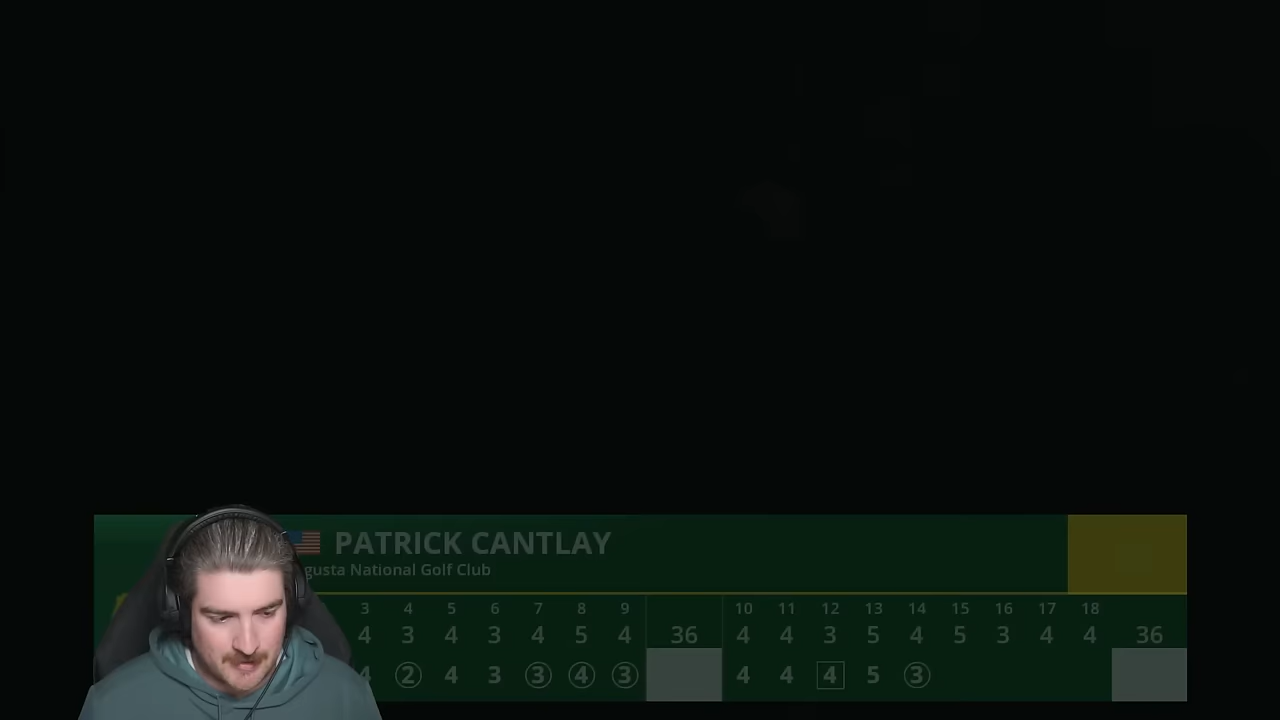 PATRICK CANTLAY
gusta National Golf Club
3 4 5 6 7 8 9 10 11 12 13 14 15 16 17 18
4 3 4 3 4 5 4 36 4 4 3 5 4 5 3 4 4 36
4 2 4 3 3 4 3 4 4 4 5 3